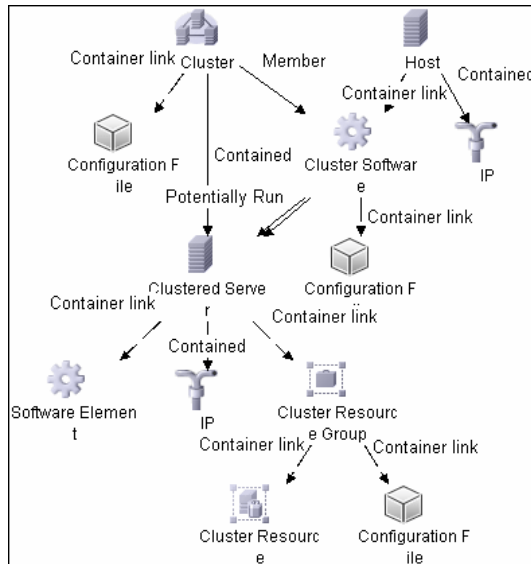 Cluster
Host
Container link
Member
Contained
Container link
Configuration F
ile
Cluster Softwar
e
IP
Contained
Potentially Run
Container link
Clustered Serve
r
Configuration F
Container link
Container link
Contained
Software Elemen
t
IP
Cluster Resourc
e Group
Container link
Container link
Cluster Resourc
e
Configuration F
ile